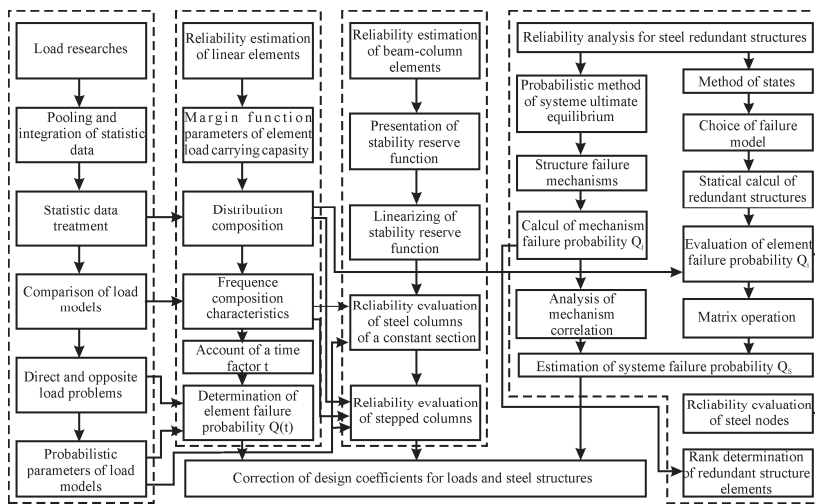 Load researches
Pooling and
integration of statistic
data
Statistic data
treatment
Comparison of load
models
Direct and opposite
load problems
Probabilistic
parameters of load
models
Reliability estimation
of linear elements
Margin function
parameters of element
load carrying capacity
Distribution
composition
Frequence
composition
characteristics
Account of a time
factor t
Determination of
element failure
probability Q(t)
Reliability estimation
of beam-column
elements
Presentation of
stability reserve
function
Linearizing of
stability reserve
function
Reliability evaluation
of steel columns
of a constant section
Reliability evaluation
of stepped columns
Reliability analysis for steel redundant structures
Probabilistic method
of systeme ultimate
equilibrium
Structure failure
mechanisms
Calcul of mechanism
failure probability Qj
Analysis of
mechanism
correlation
Method of states
Choice of failure
model
Statical calcul of
redundant structures
Evaluation of element
failure probability Qi
Matrix operation
Estimation of systeme failure probability QS
Reliability evaluation
of steel nodes
Rank determination
of redundant structure
elements
Correction of design coefficients for loads and steel structures